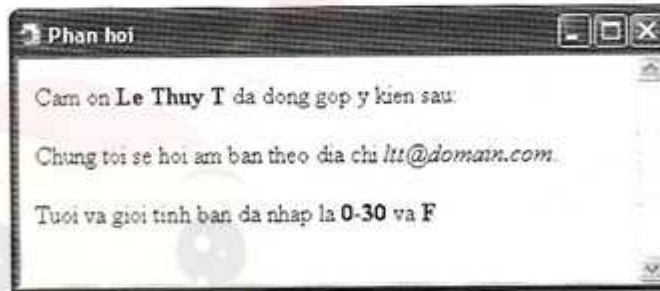 Phan hoi
Cam on Le Thuy T da dong gop y kien sau:
Chung toi se hoi am ban theo dia chi ltt@domain.com.
Tuoi va gioi tinh ban da nhap la 0-30 va F